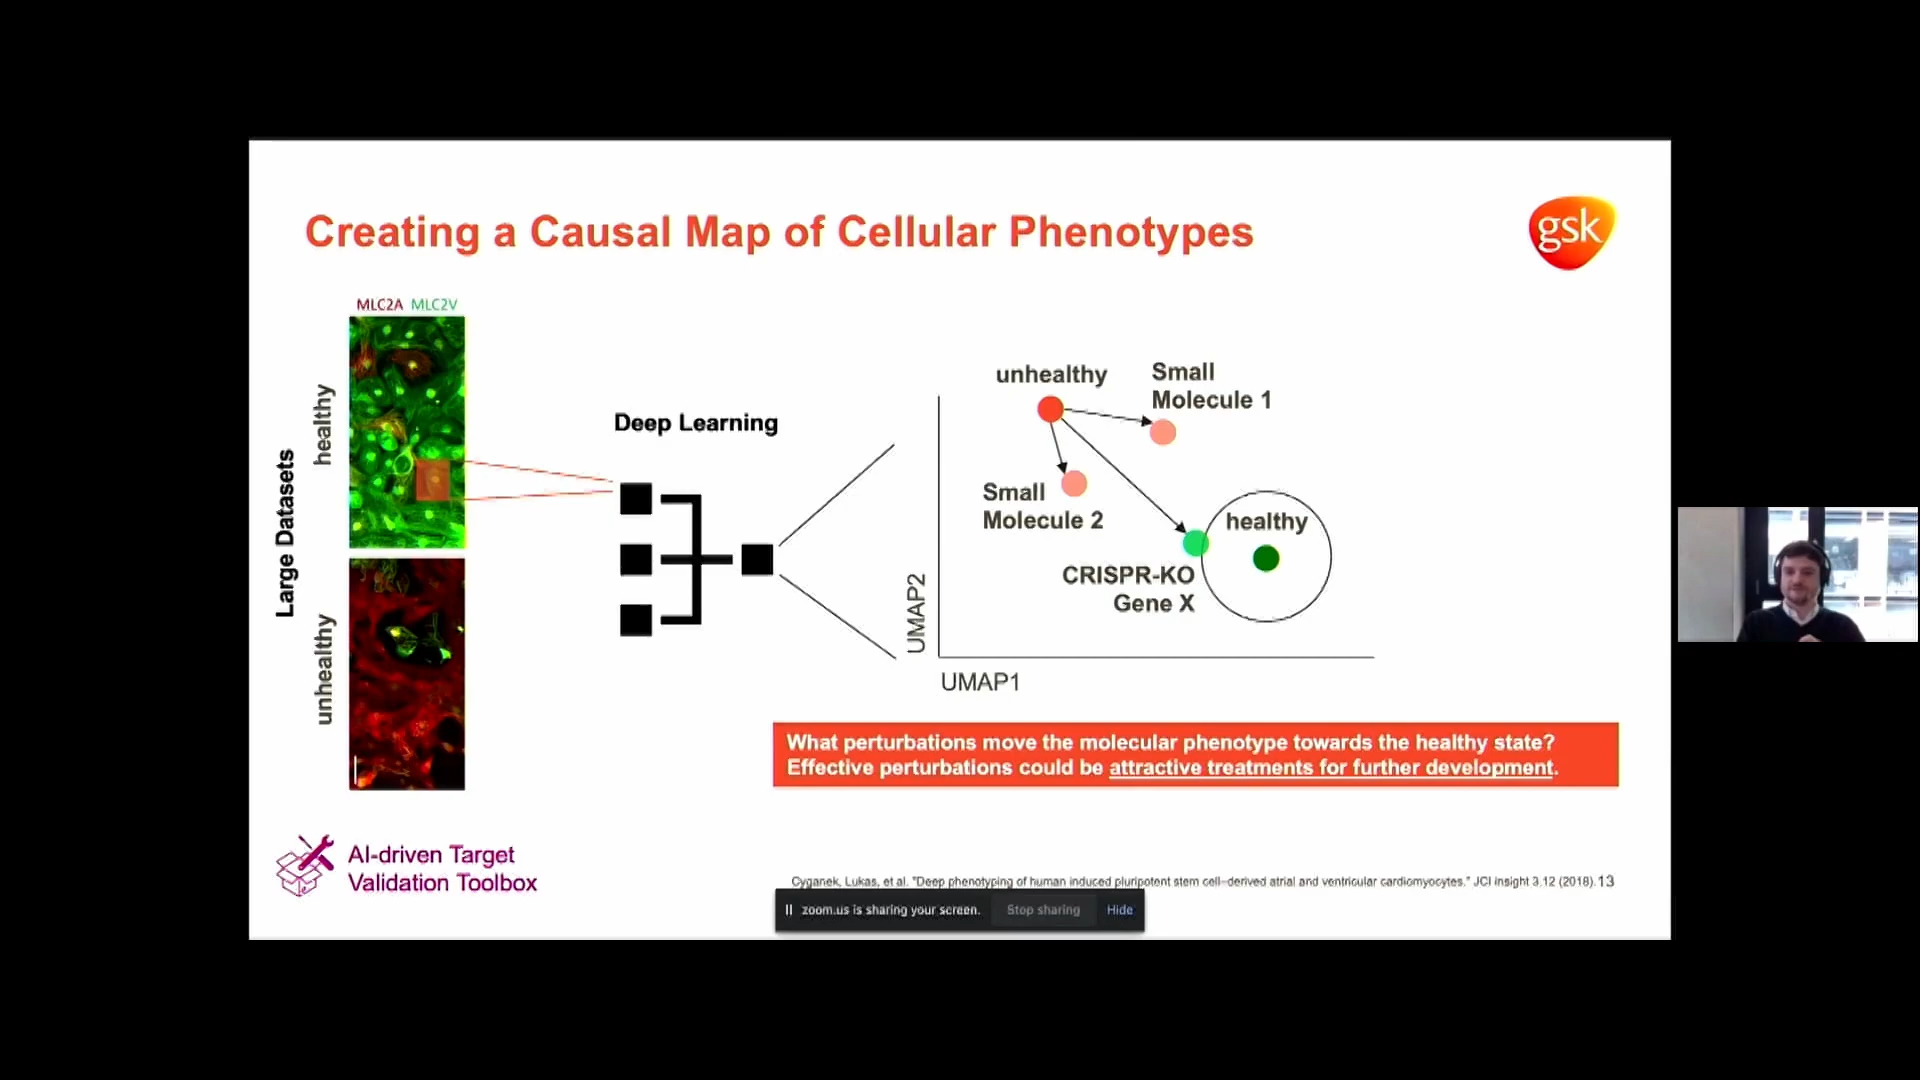 Creating a Causal Map of Cellular Phenotypes
gsk
MLC2A MLC2V
Large Datasets
healthy
unhealthy
Deep Learning
unhealthy
Small
Molecule 1
Small
Molecule 2
healthy
CRISPR-KO
Gene X
UMAP2
UMAP1
What perturbations move the molecular phenotype towards the healthy state?
Effective perturbations could be attractive treatments for further development.
AI-driven Target
Validation Toolbox
Cyganek, Lukas, et al. "Deep phenotyping of human induced pluripotent stem cell–derived atrial and ventricular cardiomyocytes." JCI insight 3.12 (2018). 13
zoom.us is sharing your screen. Stop sharing Hide